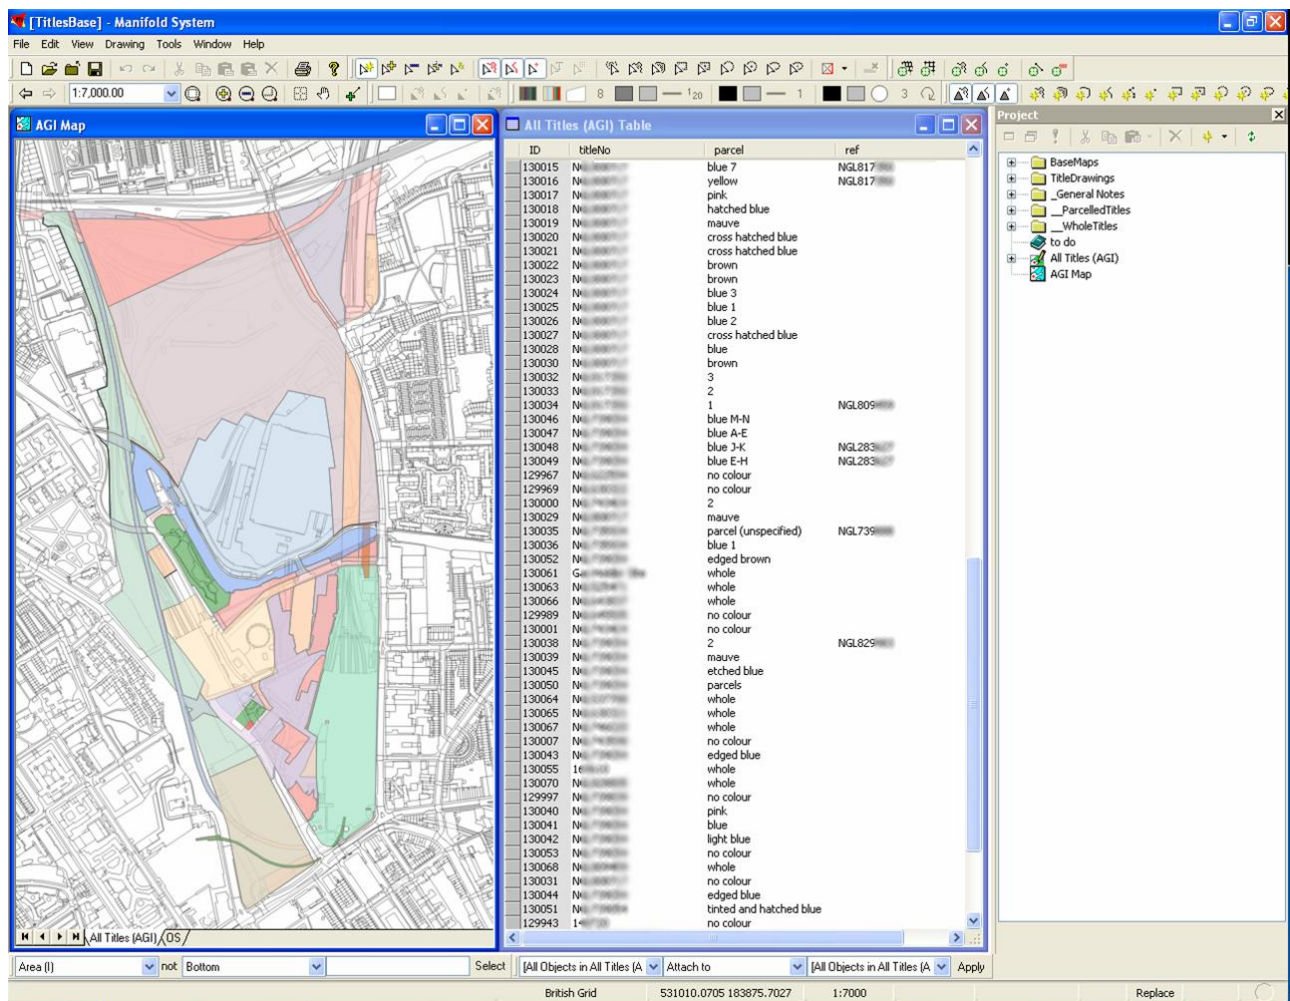 [TitlesBase] - Manifold System
File Edit View Drawing Tools Window Help
1:7,000.00
8
1 20
1
3
AGI Map
All Titles (AGI) Table
Project
ID titleNo parcel ref
130015 blue 7 NGL817
130016 yellow NGL817
130017 pink
130018 hatched blue
130019 mauve
130020 cross hatched blue
130021 cross hatched blue
130022 brown
130023 brown
130024 blue 3
130025 blue 1
130026 blue 2
130027 cross hatched blue
130028 blue
130030 brown
130032 3
130033 2
130034 1 NGL809
130046 blue M-N
130047 blue A-E
130048 blue J-K NGL283
130049 blue E-H NGL283
129967 no colour
129969 no colour
130000 2
130029 mauve
130035 parcel (unspecified) NGL739
130036 blue 1
130052 edged brown
130061 whole
130063 whole
130066 whole
129989 no colour
130001 no colour
130038 2 NGL829
130039 mauve
130045 etched blue
130050 parcels
130064 whole
130065 whole
130067 whole
130007 no colour
130043 edged blue
130055 whole
130070 whole
129997 no colour
130040 pink
130041 blue
130042 light blue
130053 no colour
130068 whole
130031 no colour
130044 edged blue
130051 tinted and hatched blue
129943 no colour
BaseMaps
TitleDrawings
_General Notes
__ParcelledTitles
__WholeTitles
to do
All Titles (AGI)
AGI Map
All Titles (AGI) OS
Area (I) not Bottom Select [All Objects in All Titles (A Attach to [All Objects in All Titles (A Apply
British Grid 531010.0705 183875.7027 1:7000 Replace